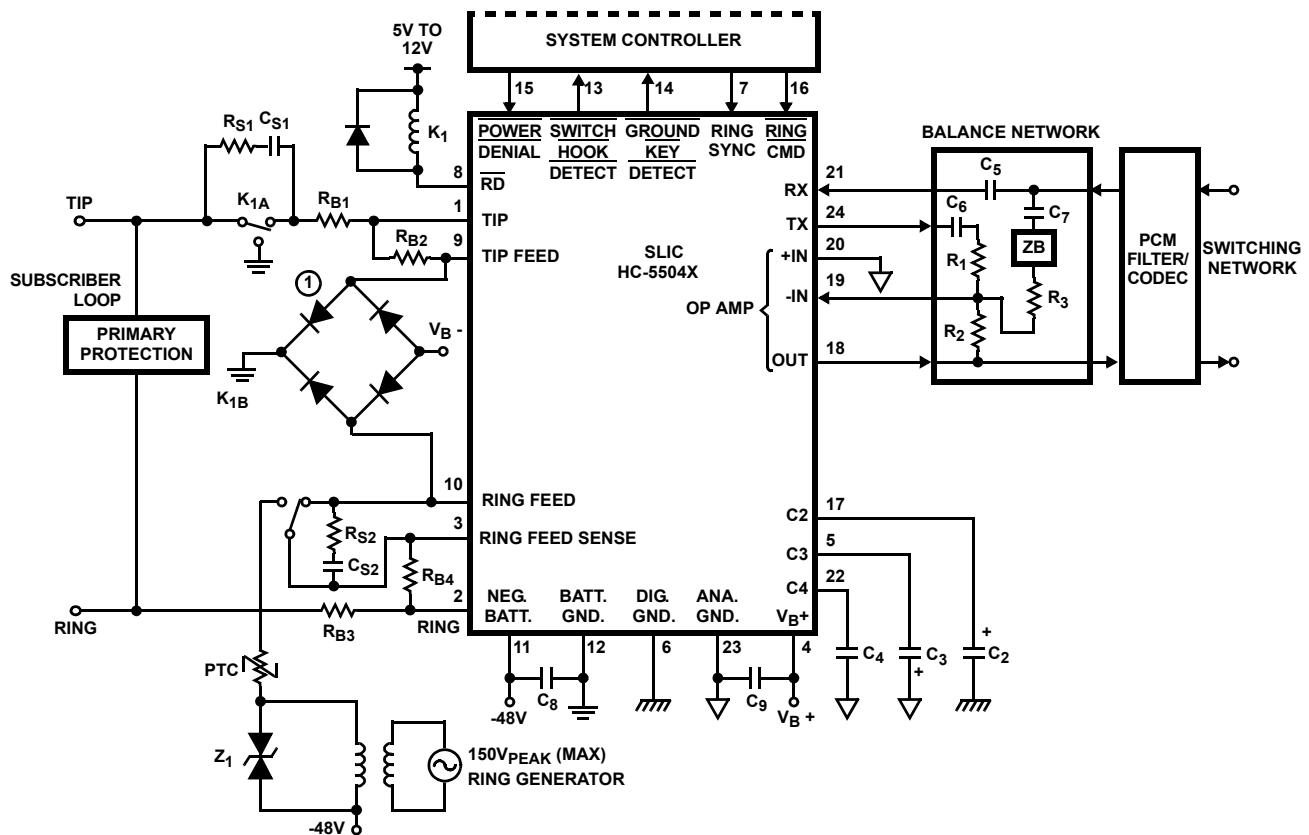 SYSTEM CONTROLLER
5V TO
12V
15
13
14
7
16
K1
RS1
CS1
POWER
DENIAL
SWITCH
HOOK
DETECT
GROUND
KEY
DETECT
RING
SYNC
RING
CMD
BALANCE NETWORK
8
RD
21
RX
C5
TIP
K1A
RB1
1
TIP
24
TX
C6
C7
RB2
9
TIP FEED
SLIC
HC-5504X
20
+IN
ZB
PCM
FILTER/
CODEC
SWITCHING
NETWORK
R1
SUBSCRIBER
LOOP
1
19
-IN
R3
OP AMP
PRIMARY
PROTECTION
VB -
R2
18
OUT
K1B
10
RING FEED
17
C2
RS2
3
RING FEED SENSE
5
C3
CS2
RB4
22
C4
2
RING
RB3
RING
NEG.
BATT.
BATT.
GND.
DIG.
GND.
ANA.
GND.
VB+
11
12
6
23
4
C8
C9
C4
C3
+
C2
+
-48V
VB +
PTC
Z1
150VPEAK (MAX)
RING GENERATOR
-48V